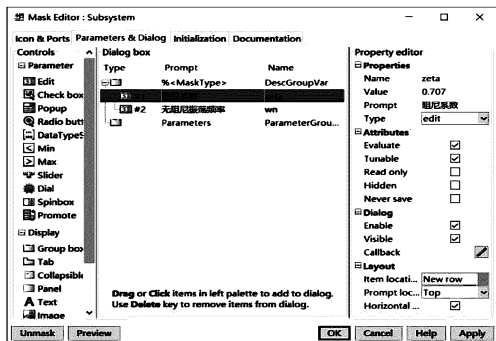 Mask Editor : Subsystem
Icon & Ports Parameters & Dialog Initialization Documentation
Controls
Parameter
Edit
Check box
Popup
Radio butt
DataTypeS
Min
Max
Slider
Dial
Spinbox
Promote
Display
Group box
Tab
Collapsible
Panel
Text
Image
Dialog box
Type Prompt Name
%<MaskType> DescGroupVar
#2 无阻尼振荡频率 wn
Parameters ParameterGrou...
Drag or Click items in left palette to add to dialog.
Use Delete key to remove items from dialog.
Property editor
Properties
Name zeta
Value 0.707
Prompt 阻尼系数
Type edit
Attributes
Evaluate
Tunable
Read only
Hidden
Never save
Dialog
Enable
Visible
Callback
Layout
Item locati... New row
Prompt loc... Top
Horizontal ...
Unmask Preview OK Cancel Help Apply